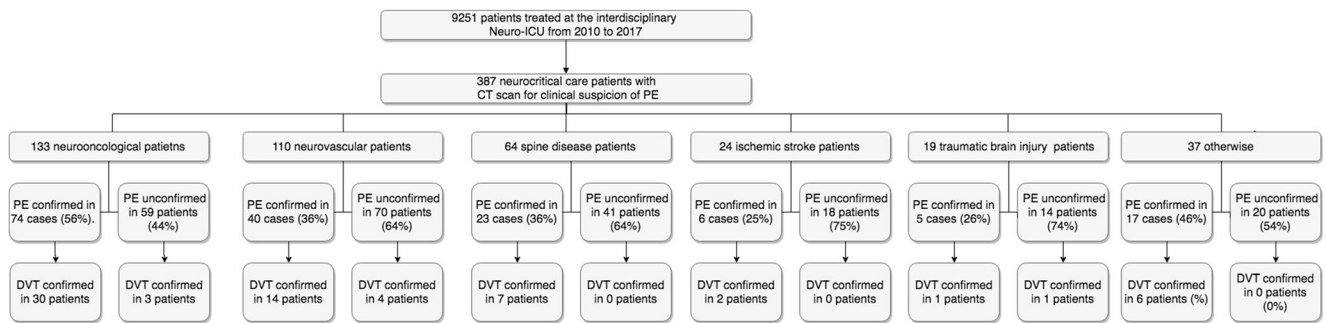 9251 patients treated at the interdisciplinary
Neuro-ICU from 2010 to 2017
387 neurocritical care patients with
CT scan for clinical suspicion of PE
133 neurooncological patietns
110 neurovascular patients
64 spine disease patients
24 ischemic stroke patients
19 traumatic brain injury patients
37 otherwise
PE confirmed in
74 cases (56%).
PE unconfirmed
in 59 patients
(44%)
PE confirmed in
40 cases (36%)
PE unconfirmed
in 70 patients
(64%)
PE confirmed in
23 cases (36%)
PE unconfirmed
in 41 patients
(64%)
PE confirmed in
6 cases (25%)
PE unconfirmed
in 18 patients
(75%)
PE confirmed in
5 cases (26%)
PE unconfirmed
in 14 patients
(74%)
PE confirmed in
17 cases (46%)
PE unconfirmed
in 20 patients
(54%)
DVT confirmed
in 30 patients
DVT confirmed
in 3 patients
DVT confirmed
in 14 patients
DVT confirmed
in 4 patients
DVT confirmed
in 7 patients
DVT confirmed
in 0 patients
DVT confirmed
in 2 patients
DVT confirmed
in 0 patients
DVT confirmed
in 1 patients
DVT confirmed
in 1 patients
DVT confirmed
in 6 patients (%)
DVT confirmed
in 0 patients
(0%)